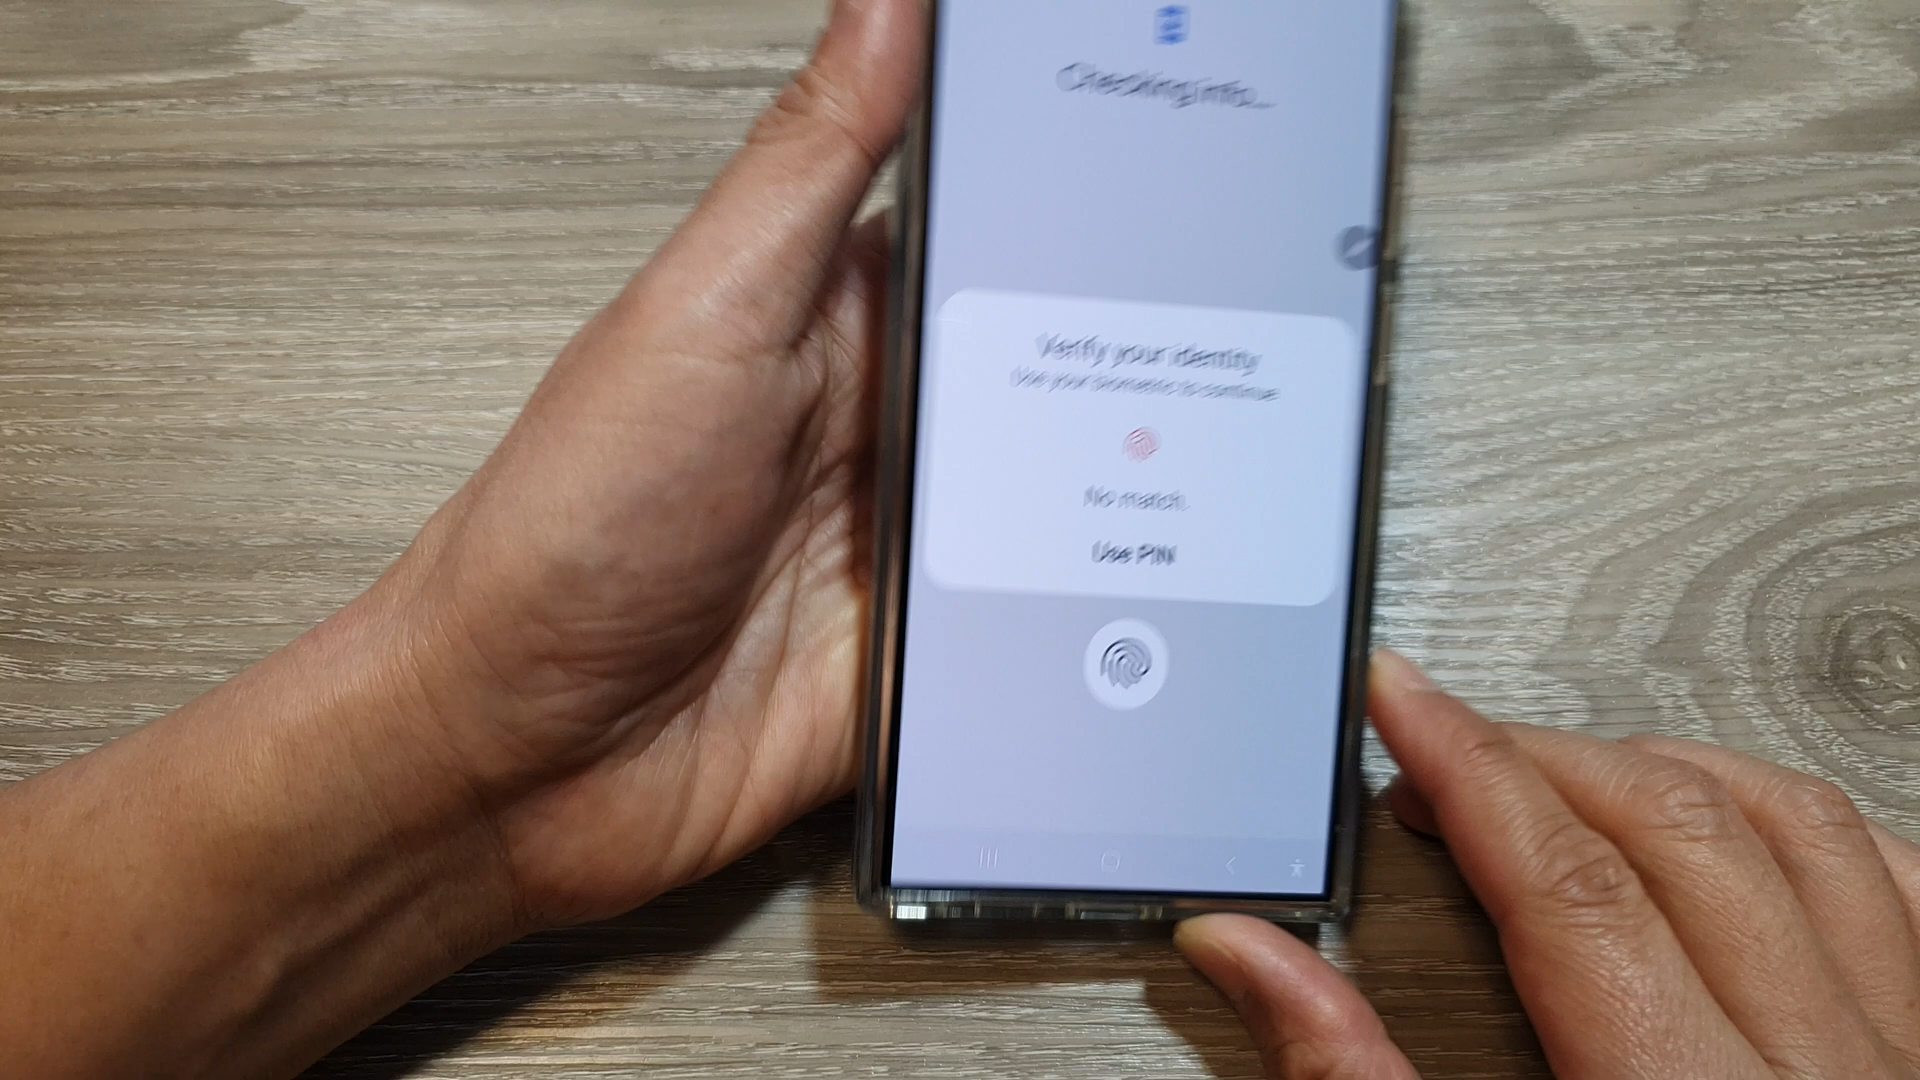 Checking info...
Verify your identity
Use your biometric to continue
No match.
Use PIN